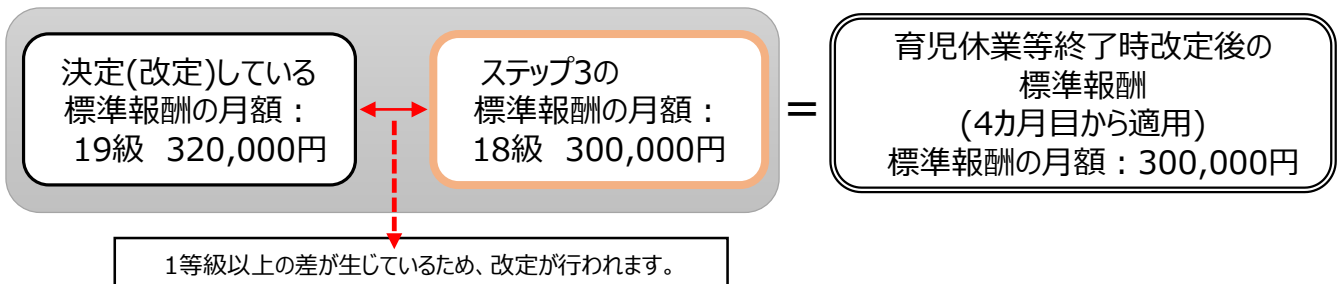 決定(改定)している
標準報酬の月額：
19級 320,000円
ステップ3の
標準報酬の月額：
18級 300,000円
=
育児休業等終了時改定後の
標準報酬
(4カ月目から適用)
標準報酬の月額：300,000円
1等級以上の差が生じているため、改定が行われます。